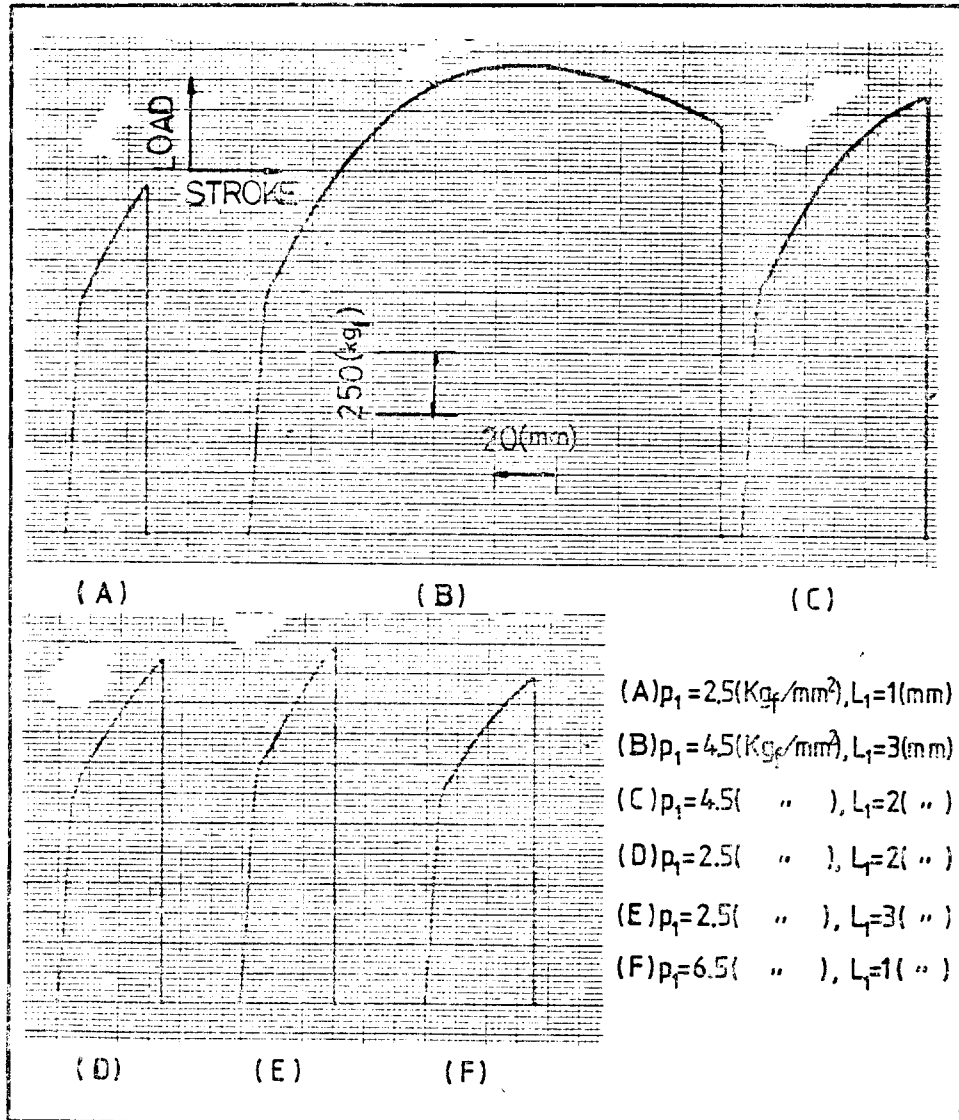 LOAD
STROKE
250(kgf)
20(mm)
(A)
(B)
(C)
(D)
(E)
(F)
(A)p₁=2.5(Kgf/mm²),L₁=1(mm)
(B)p₁=4.5(Kgf/mm²),L₁=3(mm)
(C)p₁=4.5( " ), L₁=2( " )
(D)p₁=2.5( " ), L₁=2( " )
(E)p₁=2.5( " ), L₁=3( " )
(F)p₁=6.5( " ), L₁=1( " )